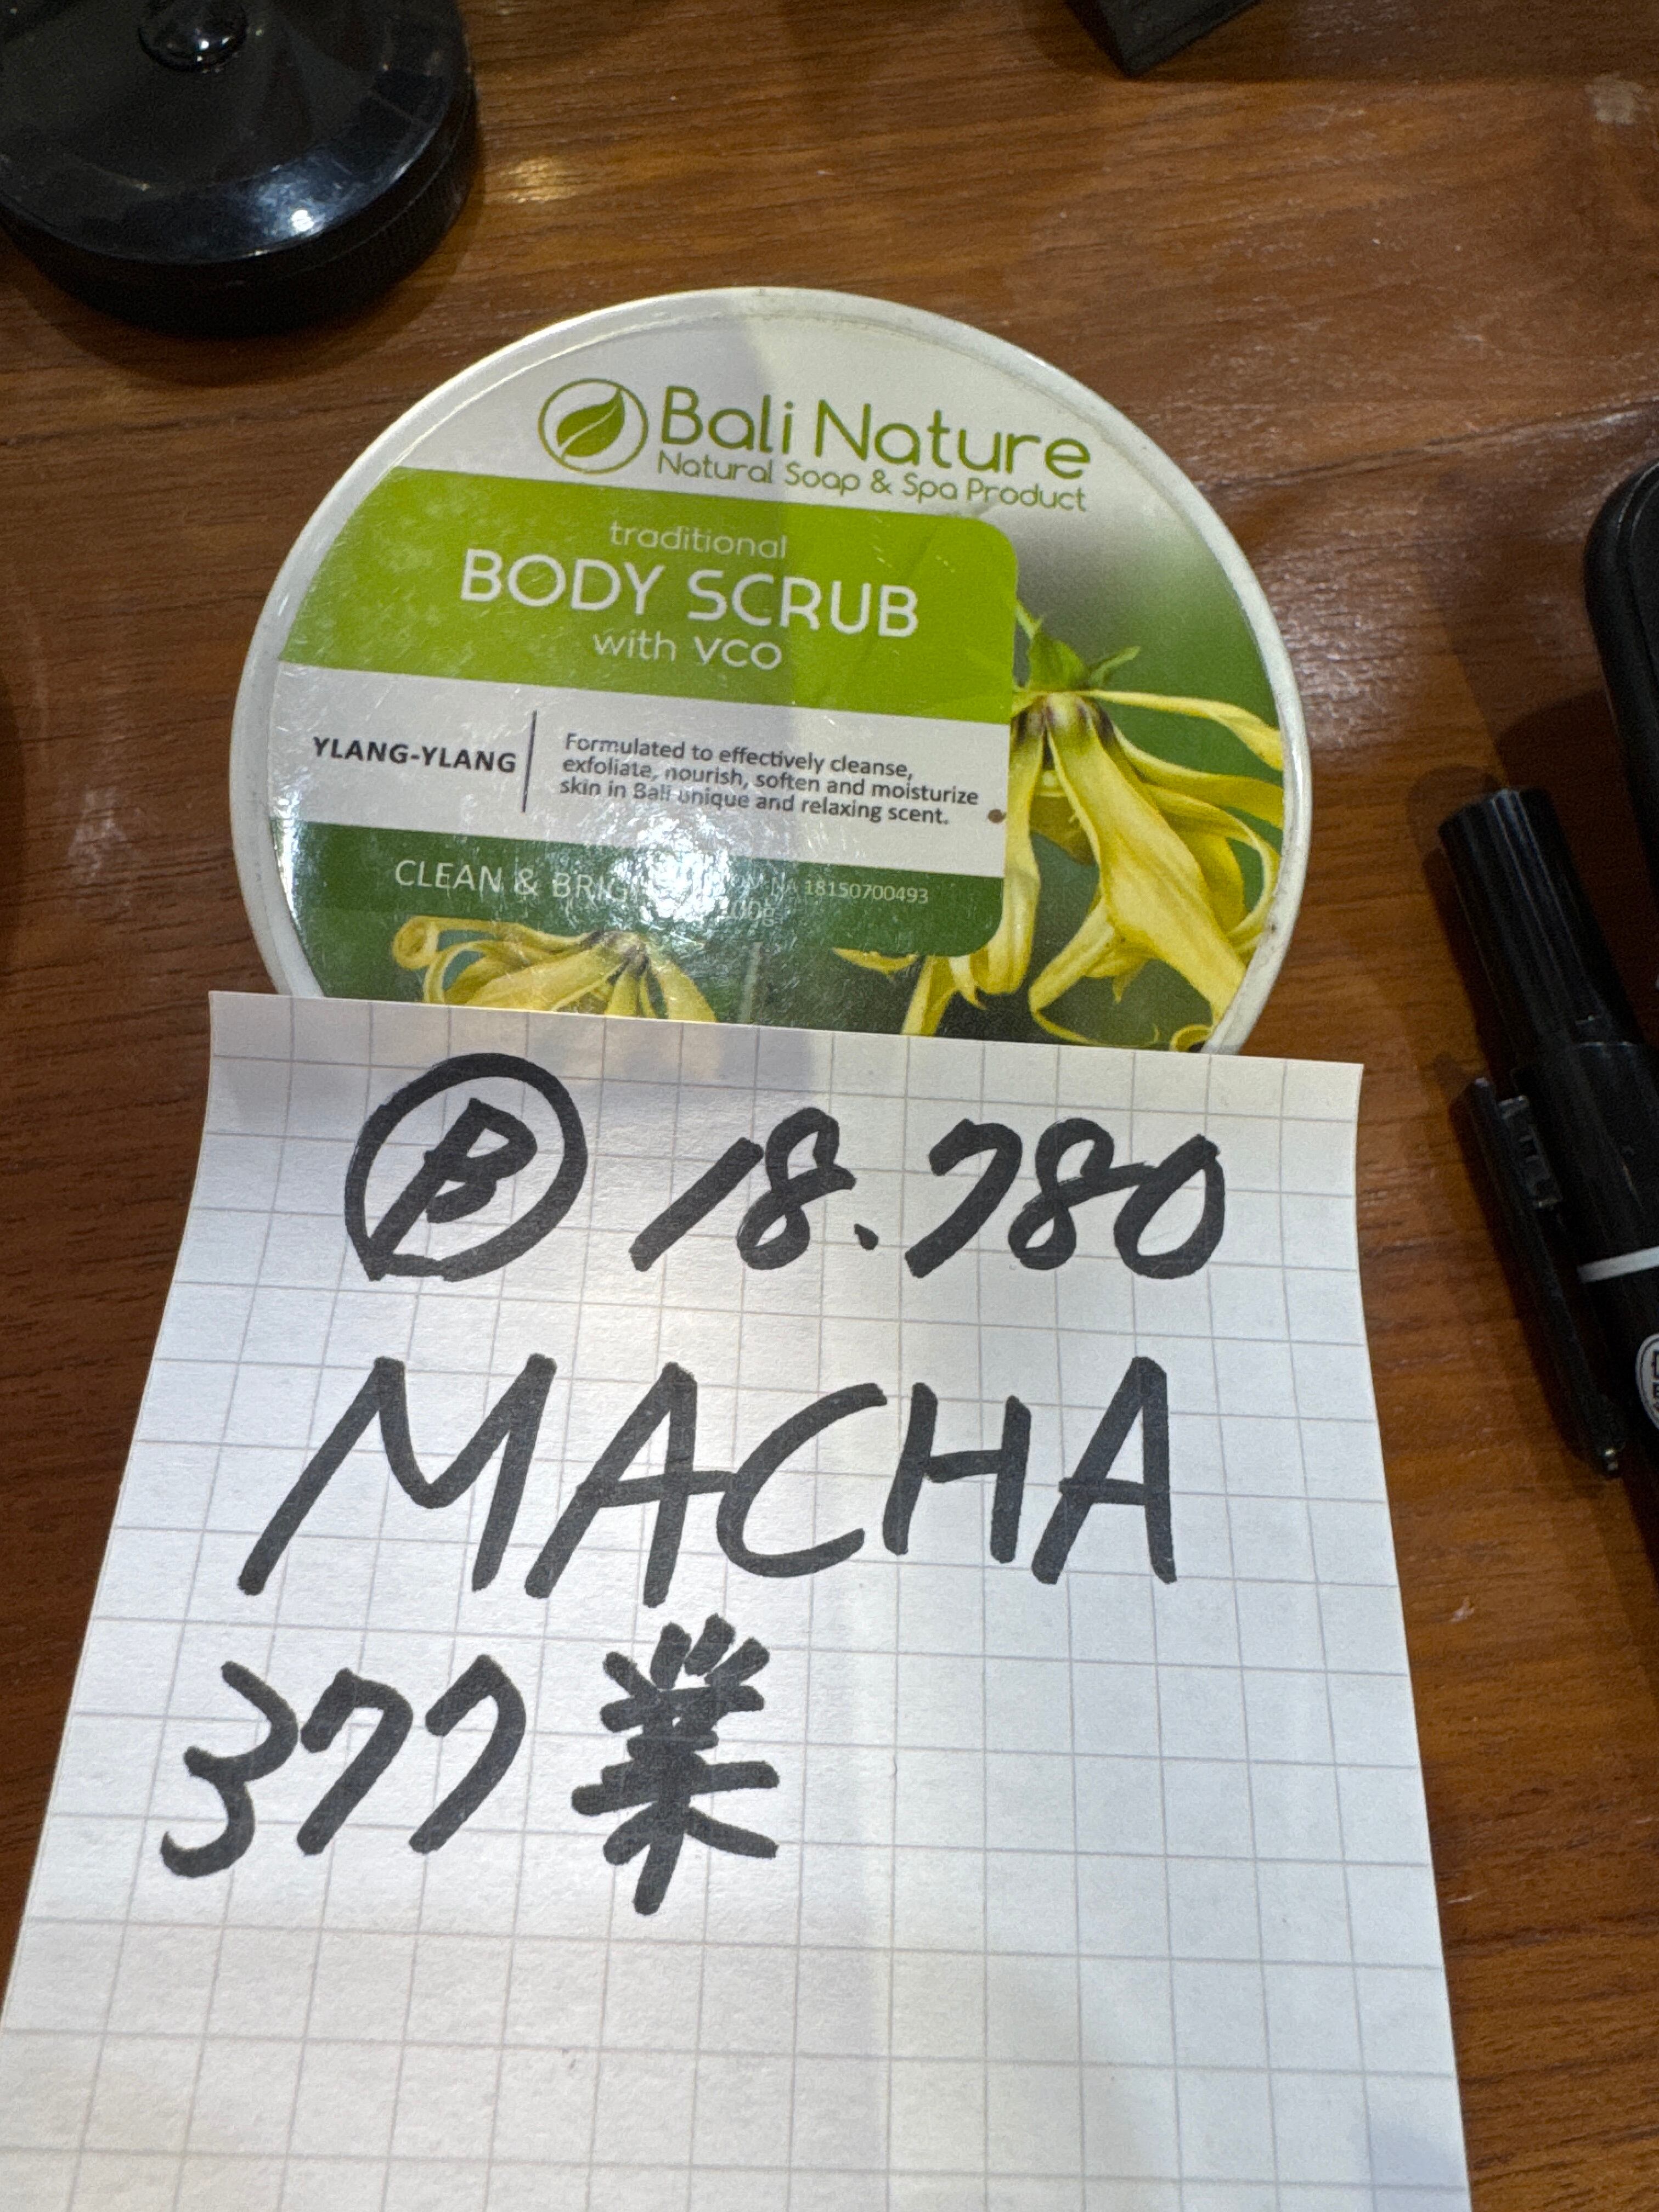 Bali Nature
Natural Soap & Spa Product
traditional
BODY SCRUB
with VCO
YLANG-YLANG
Formulated to effectively cleanse,
exfoliate, nourish, soften and moisturize
skin in Bali unique and relaxing scent.
CLEAN &
NA 18150700493
Ⓑ 18.780
MACHA
377業